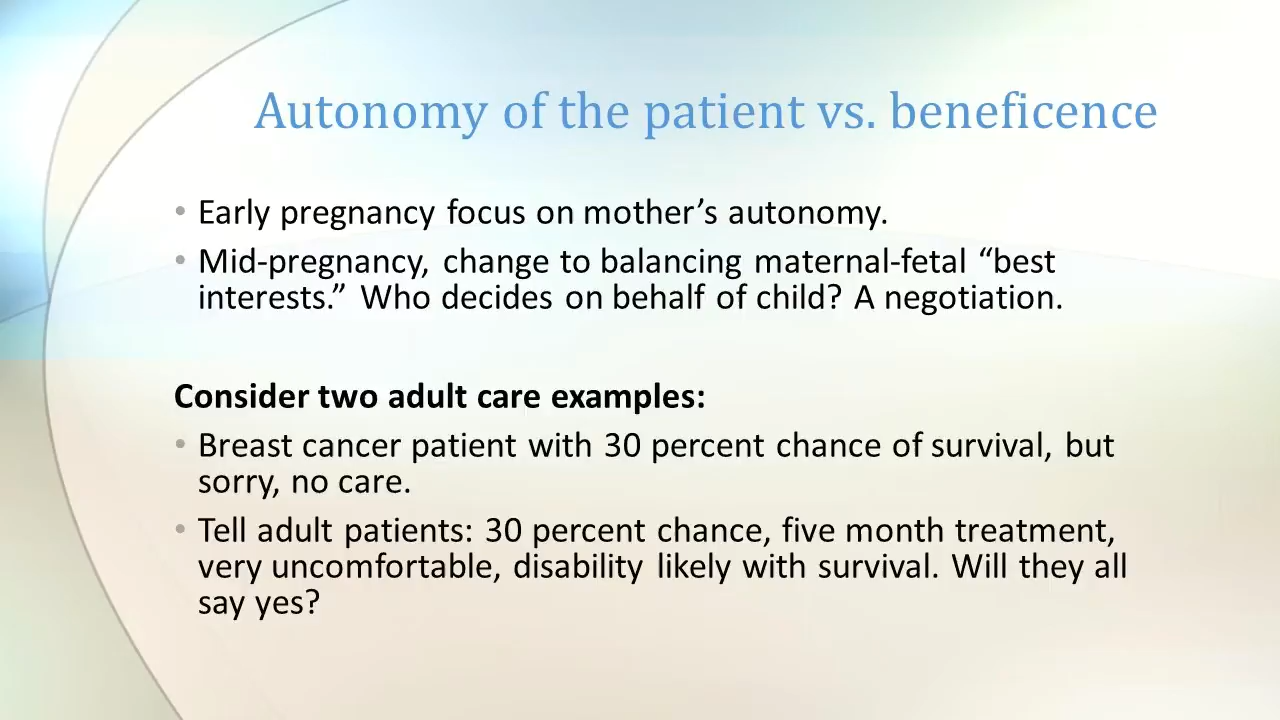 Autonomy of the patient vs. beneficence
• Early pregnancy focus on mother’s autonomy.
• Mid-pregnancy, change to balancing maternal-fetal “best
interests.” Who decides on behalf of child? A negotiation.
Consider two adult care examples:
• Breast cancer patient with 30 percent chance of survival, but
sorry, no care.
• Tell adult patients: 30 percent chance, five month treatment,
very uncomfortable, disability likely with survival. Will they all
say yes?